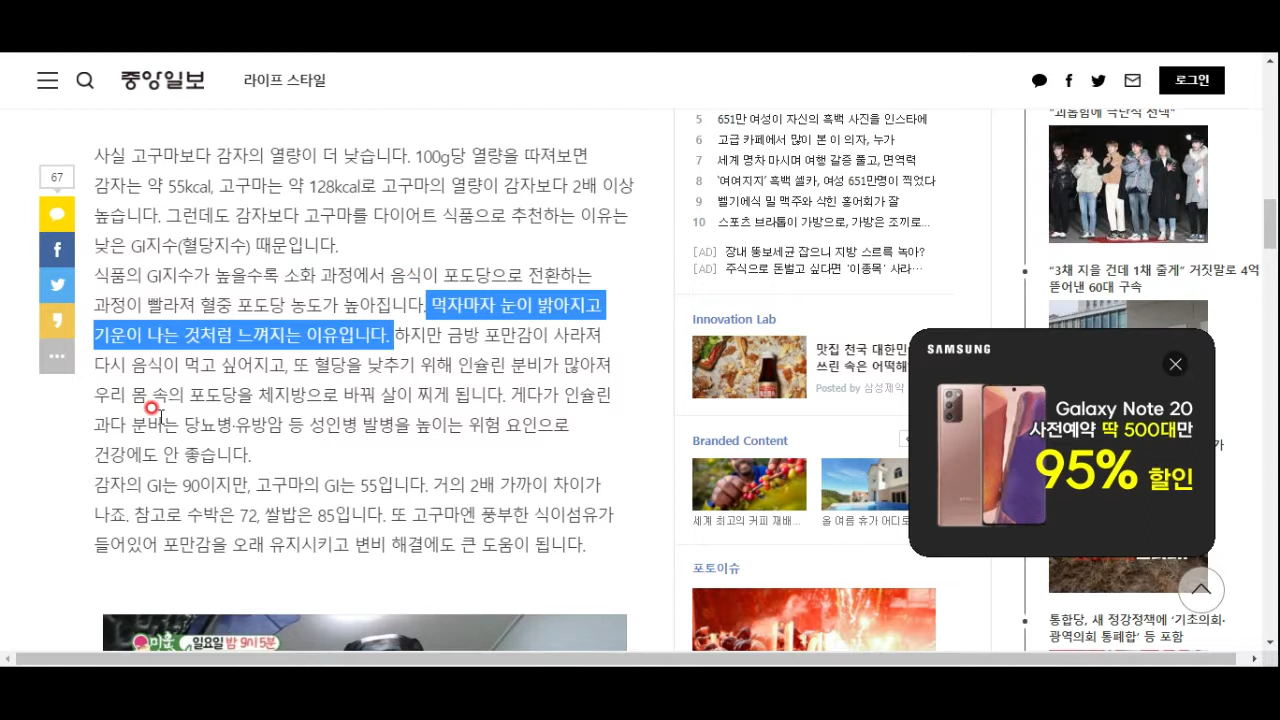 중앙일보
라이프 스타일
로그인
67
사실 고구마보다 감자의 열량이 더 낮습니다. 100g당 열량을 따져보면
감자는 약 55kcal, 고구마는 약 128kcal로 고구마의 열량이 감자보다 2배 이상
높습니다. 그런데도 감자보다 고구마를 다이어트 식품으로 추천하는 이유는
낮은 GI지수(혈당지수) 때문입니다.
식품의 GI지수가 높을수록 소화 과정에서 음식이 포도당으로 전환하는
과정이 빨라져 혈중 포도당 농도가 높아집니다. 먹자마자 눈이 밝아지고
기운이 나는 것처럼 느껴지는 이유입니다. 하지만 금방 포만감이 사라져
다시 음식이 먹고 싶어지고, 또 혈당을 낮추기 위해 인슐린 분비가 많아져
우리 몸 속의 포도당을 체지방으로 바꿔 살이 찌게 됩니다. 게다가 인슐린
과다 분비는 당뇨병·유방암 등 성인병 발병을 높이는 위험 요인으로
건강에도 안 좋습니다.
감자의 GI는 90이지만, 고구마의 GI는 55입니다. 거의 2배 가까이 차이가
나죠. 참고로 수박은 72, 쌀밥은 85입니다. 또 고구마엔 풍부한 식이섬유가
들어있어 포만감을 오래 유지시키고 변비 해결에도 큰 도움이 됩니다.
미운
일요일 밤 9시 5분
5 651만 여성이 자신의 흑백 사진을 인스타에
6 고급 카페에서 많이 본 이 의자, 누가
7 세계 명차 마시며 여행 갈증 풀고, 면역력
8 '여여지지' 흑백 셀카, 여성 651만명이 찍었다
9 벨기에식 밀 맥주와 삭힌 홍어회가 잘
10 스포츠 브라톱이 가방으로, 가방은 조끼로...
[AD] 장내 뚱보세균 잡으니 지방 스르륵 녹아?
[AD] 주식으로 돈벌고 싶다면 '이종목' 사라…
Innovation Lab
맛집 천국 대한민
쓰린 속은 어떡해
Posted by 삼성제약
Branded Content
세계 최고의 커피 재배...
올 여름 휴가 어디로
포토이슈
"괴롭힘에 극단적 선택"
"3채 지을 건데 1채 줄게" 거짓말로 4억
뜯어낸 60대 구속
SAMSUNG
Galaxy Note 20
사전예약 딱 500대만
95% 할인
통합당, 새 정강정책에 '기초의회·
광역의회 통폐합' 등 포함